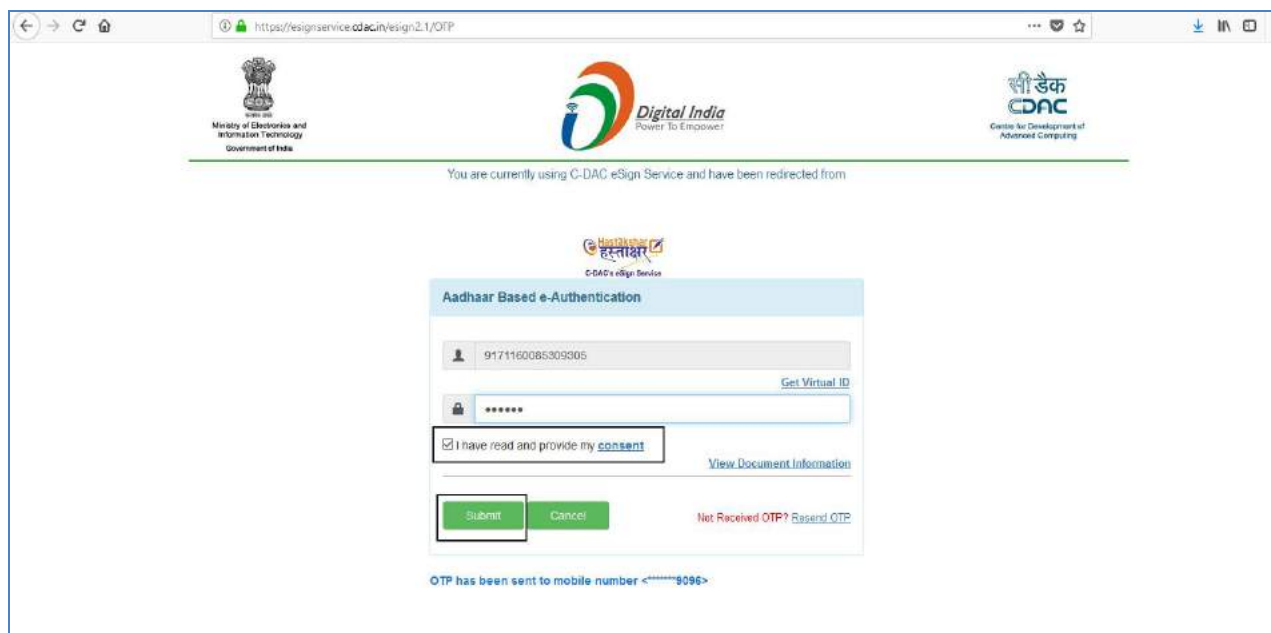 https://esignservice.cdac.in/esign2.1/OTP
Ministry of Electronics and
Information Technology
Government of India
Digital India
Power To Empower
सी डैक
CDAC
Centre for Development of
Advanced Computing
You are currently using C-DAC eSign Service and have been redirected from
e Hastakshar
हस्ताक्षर
C-DAC's eSign Service
Aadhaar Based e-Authentication
9171160085309305
Get Virtual ID
••••••
I have read and provide my consent
View Document Information
Submit Cancel Not Received OTP? Resend OTP
OTP has been sent to mobile number <*******9096>